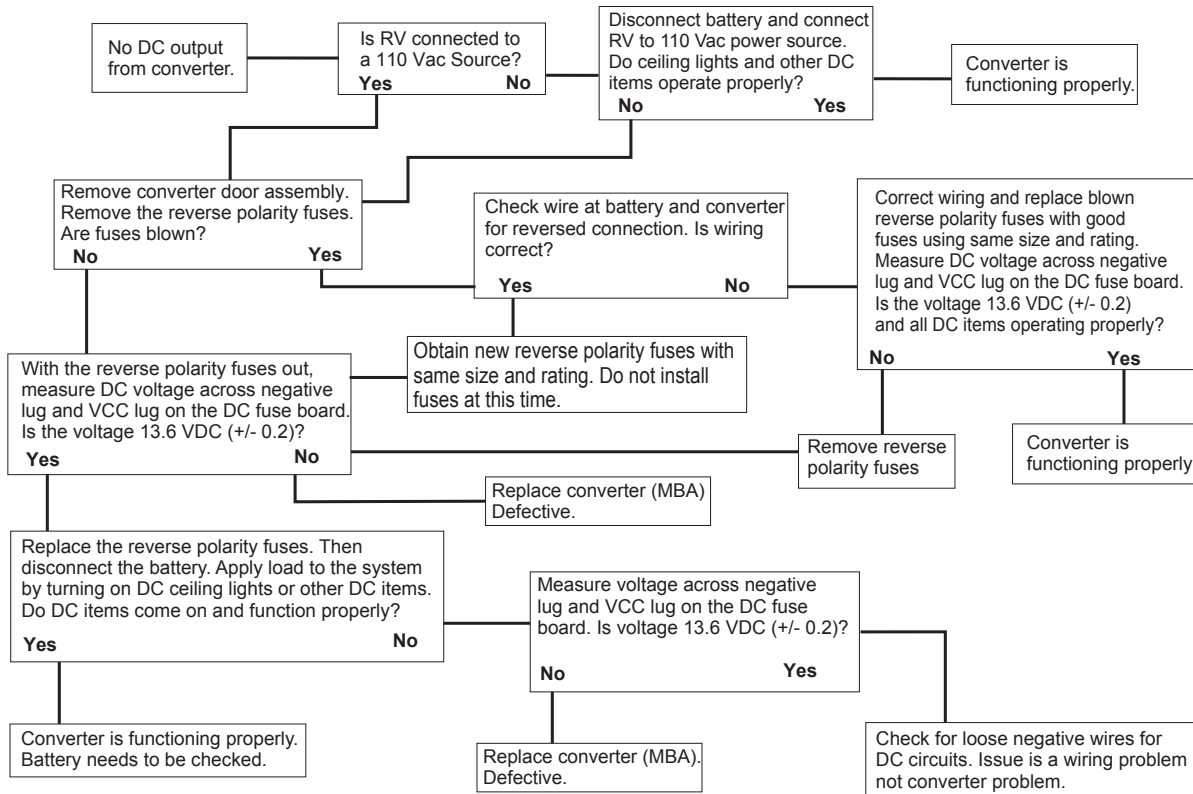 No DC output
from converter.
Is RV connected to
a 110 Vac Source?
Yes No
Disconnect battery and connect
RV to 110 Vac power source.
Do ceiling lights and other DC
items operate properly?
No Yes
Converter is
functioning properly.
Remove converter door assembly.
Remove the reverse polarity fuses.
Are fuses blown?
No Yes
Check wire at battery and converter
for reversed connection. Is wiring
correct?
Yes No
Correct wiring and replace blown
reverse polarity fuses with good
fuses using same size and rating.
Measure DC voltage across negative
lug and VCC lug on the DC fuse board.
Is the voltage 13.6 VDC (+/- 0.2)
and all DC items operating properly?
No Yes
With the reverse polarity fuses out,
measure DC voltage across negative
lug and VCC lug on the DC fuse board.
Is the voltage 13.6 VDC (+/- 0.2)?
Yes No
Obtain new reverse polarity fuses with
same size and rating. Do not install
fuses at this time.
Remove reverse
polarity fuses
Converter is
functioning properly
Replace converter (MBA)
Defective.
Replace the reverse polarity fuses. Then
disconnect the battery. Apply load to the system
by turning on DC ceiling lights or other DC items.
Do DC items come on and function properly?
Yes No
Measure voltage across negative
lug and VCC lug on the DC fuse
board. Is voltage 13.6 VDC (+/- 0.2)?
No Yes
Converter is functioning properly.
Battery needs to be checked.
Replace converter (MBA).
Defective.
Check for loose negative wires for
DC circuits. Issue is a wiring problem
not converter problem.